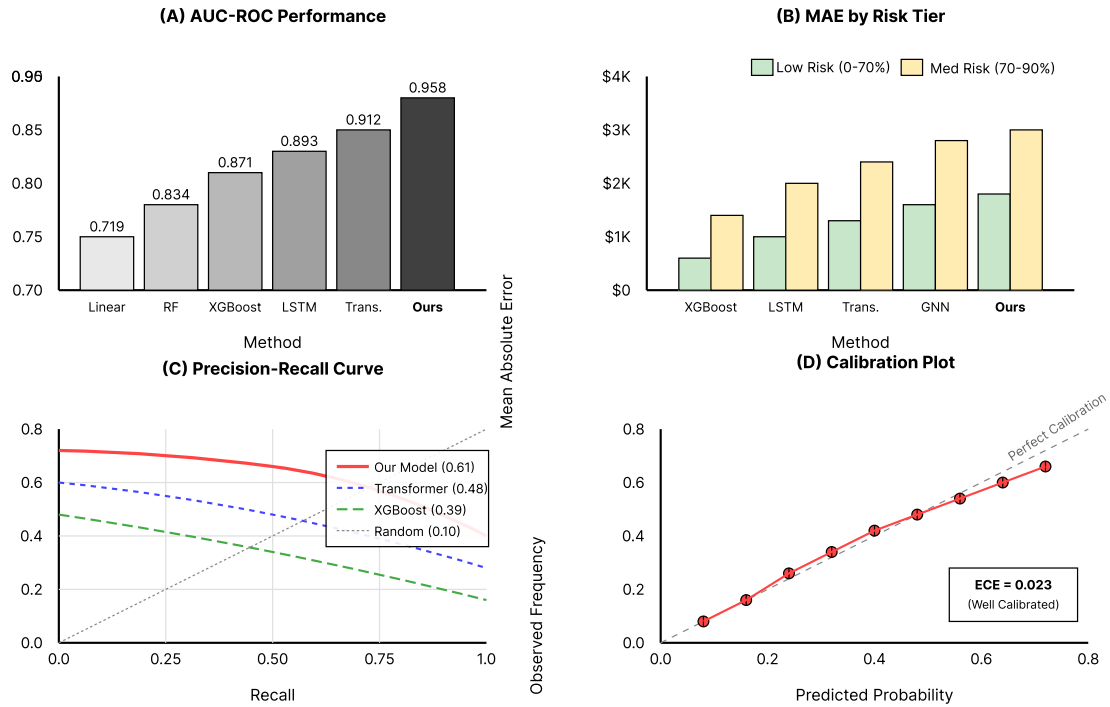 (A) AUC-ROC Performance
0.85
0.80
0.75
0.70
0.719
0.834
0.871
0.893
0.912
0.958
Linear
RF
XGBoost
LSTM
Trans.
Ours
Method
(B) MAE by Risk Tier
Low Risk (0-70%)
Med Risk (70-90%)
Mean Absolute Error
$4K
$3K
$2K
$1K
$0
XGBoost
LSTM
Trans.
GNN
Ours
Method
(C) Precision-Recall Curve
0.8
0.6
0.4
0.2
0.0
Our Model (0.61)
Transformer (0.48)
XGBoost (0.39)
Random (0.10)
0.0
0.25
0.50
0.75
1.0
Recall
(D) Calibration Plot
Perfect Calibration
Observed Frequency
0.8
0.6
0.4
0.2
0.0
ECE = 0.023
(Well Calibrated)
0.0
0.2
0.4
0.6
0.8
Predicted Probability